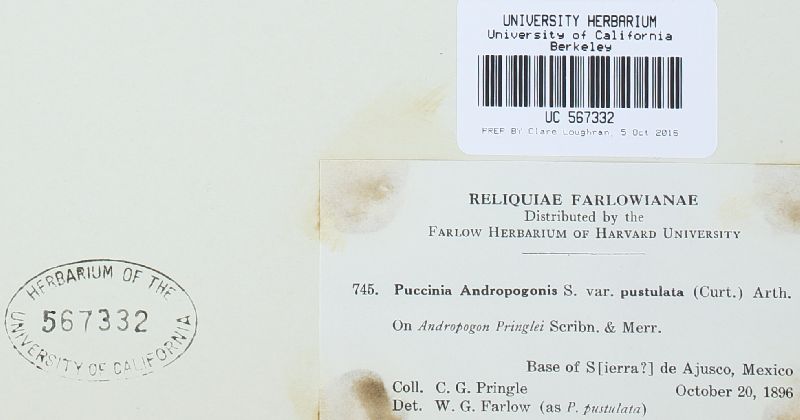 UNIVERSITY HERBARIUM
University of California
Berkeley
UC 567332
PREP BY Clare Loughran, 5 Oct 2016
RELIQUIAE FARLOWIANAE
Distributed by the
FARLOW HERBARIUM OF HARVARD UNIVERSITY
745. Puccinia Andropogonis S. var. pustulata (Curt.) Arth.
On Andropogon Pringlei Scribn. & Merr.
Base of S[ierra?] de Ajusco, Mexico
Coll. C. G. Pringle October 20, 1896
Det. W. G. Farlow (as P. pustulata)
HERBARIUM OF THE
567332
UNIVERSITY OF CALIFORNIA